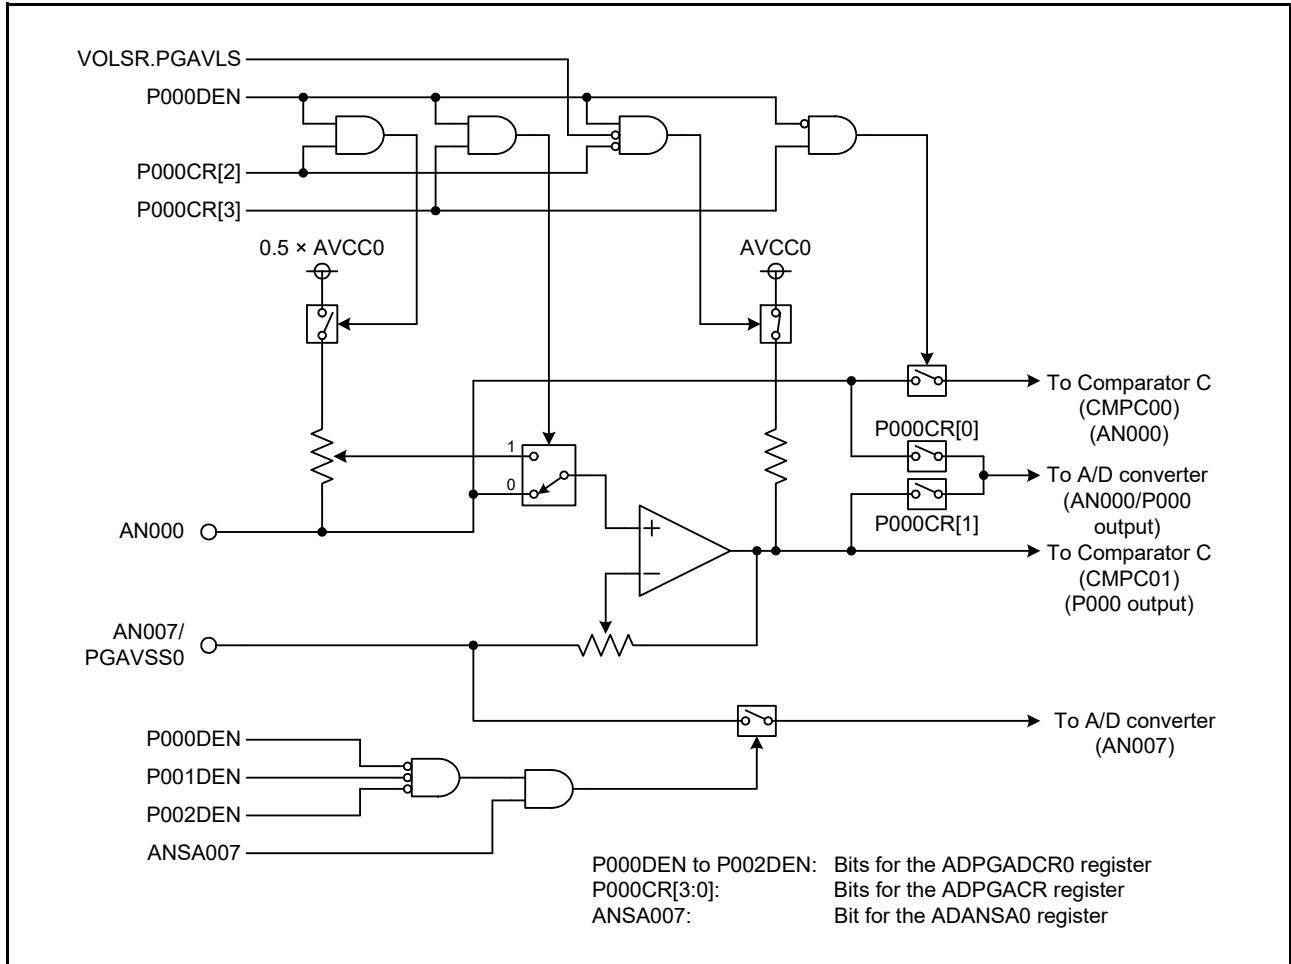 VOLSR.PGAVLS
P000DEN
P000CR[2]
P000CR[3]
0.5 × AVCC0
AVCC0
To Comparator C
(CMPC00)
(AN000)
P000CR[0]
1
0
To A/D converter
(AN000/P000
output)
P000CR[1]
AN000
+
−
To Comparator C
(CMPC01)
(P000 output)
AN007/
PGAVSS0
To A/D converter
(AN007)
P000DEN
P001DEN
P002DEN
ANSA007
P000DEN to P002DEN: Bits for the ADPGADCR0 register
P000CR[3:0]: Bits for the ADPGACR register
ANSA007: Bit for the ADANSA0 register